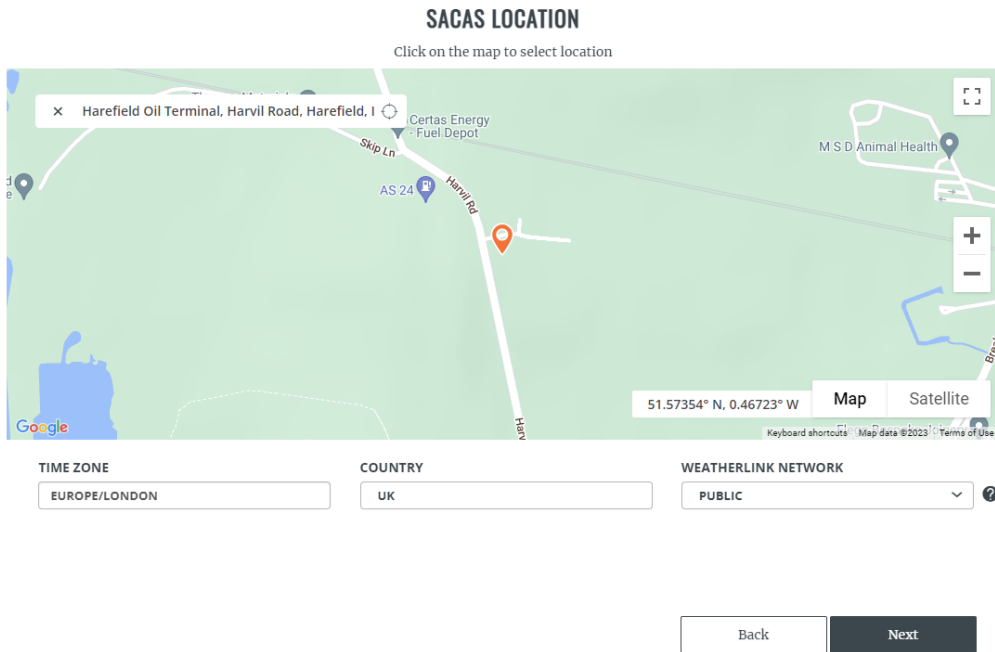 SACAS LOCATION
Click on the map to select location
Harefield Oil Terminal, Harvil Road, Harefield, I
Certas Energy
- Fuel Depot
Skip Ln
M S D Animal Health
AS 24
Harvil Rd
51.57354° N, 0.46723° W
Map
Satellite
Harv
Google
Keyboard shortcuts
Map data ©2023
Terms of Use
TIME ZONE
COUNTRY
WEATHERLINK NETWORK
EUROPE/LONDON
UK
PUBLIC
?
Back
Next